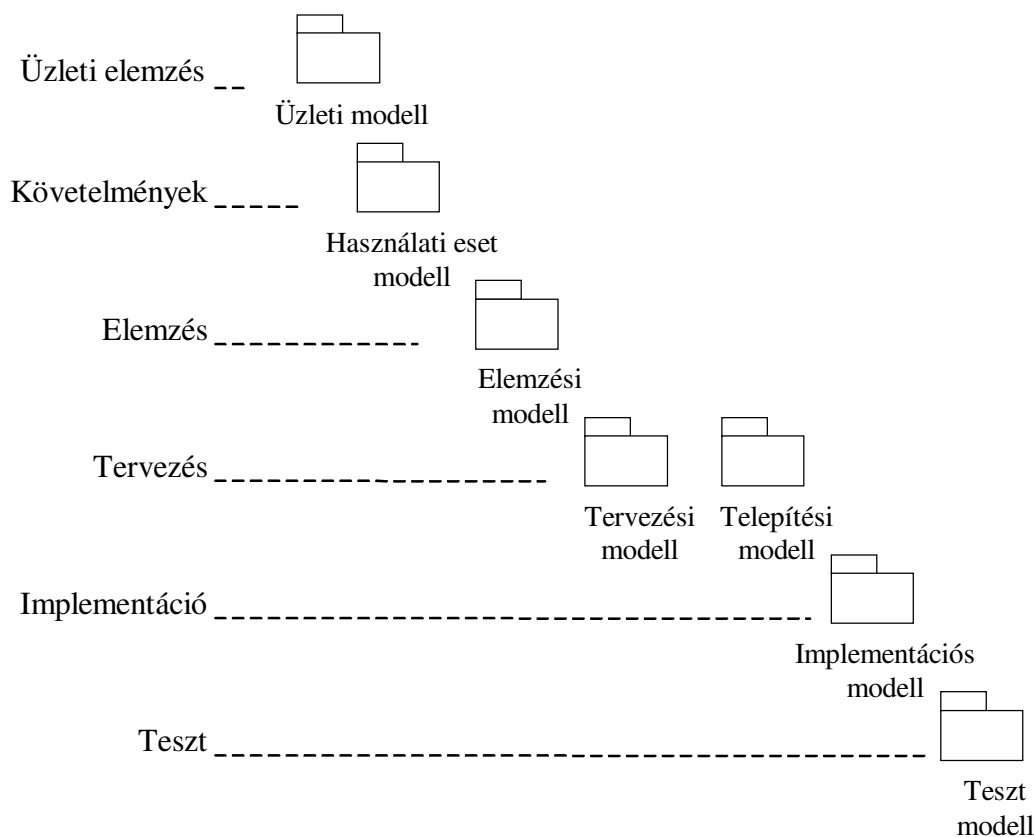 Üzleti elemzés
Üzleti modell
Követelmények
Használati eset
modell
Elemzés
Elemzési
modell
Tervezés
Tervezési
modell
Telepítési
modell
Implementáció
Implementációs
modell
Teszt
Teszt
modell